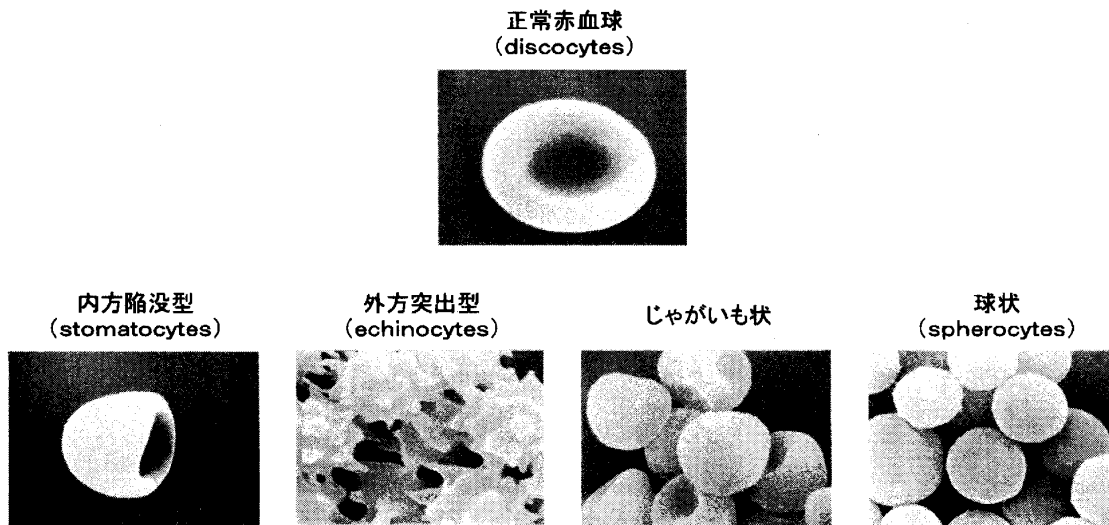 正常赤血球
(discocytes)
内方陥没型
(stomatocytes)
外方突出型
(echinocytes)
じゃがいも状
球状
(spherocytes)